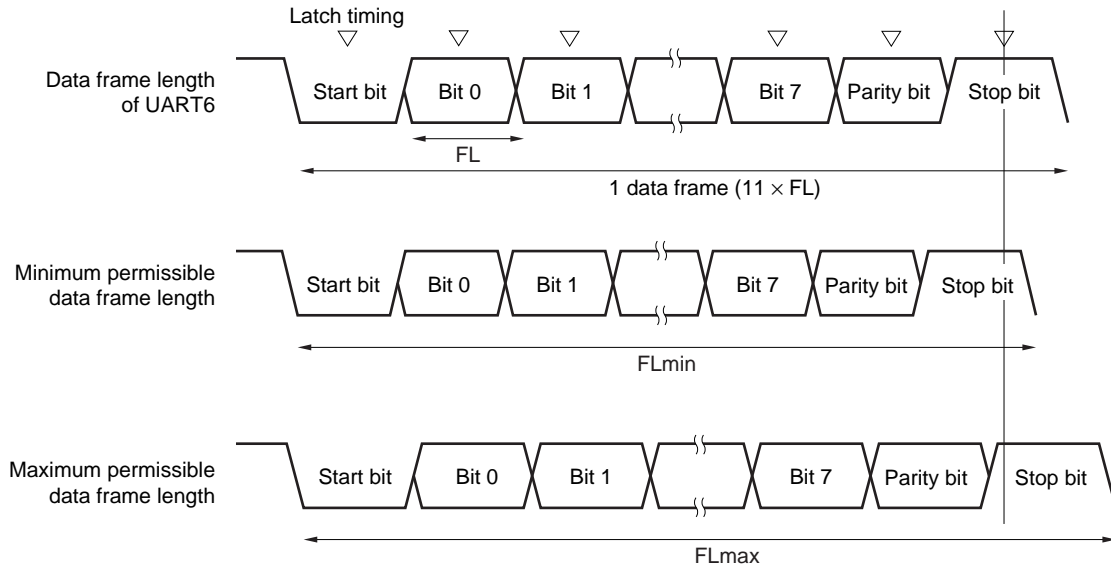 Latch timing
Data frame length
of UART6
Start bit Bit 0 Bit 1 Bit 7 Parity bit Stop bit
FL
1 data frame (11 × FL)
Minimum permissible
data frame length
Start bit Bit 0 Bit 1 Bit 7 Parity bit Stop bit
FLmin
Maximum permissible
data frame length
Start bit Bit 0 Bit 1 Bit 7 Parity bit Stop bit
FLmax